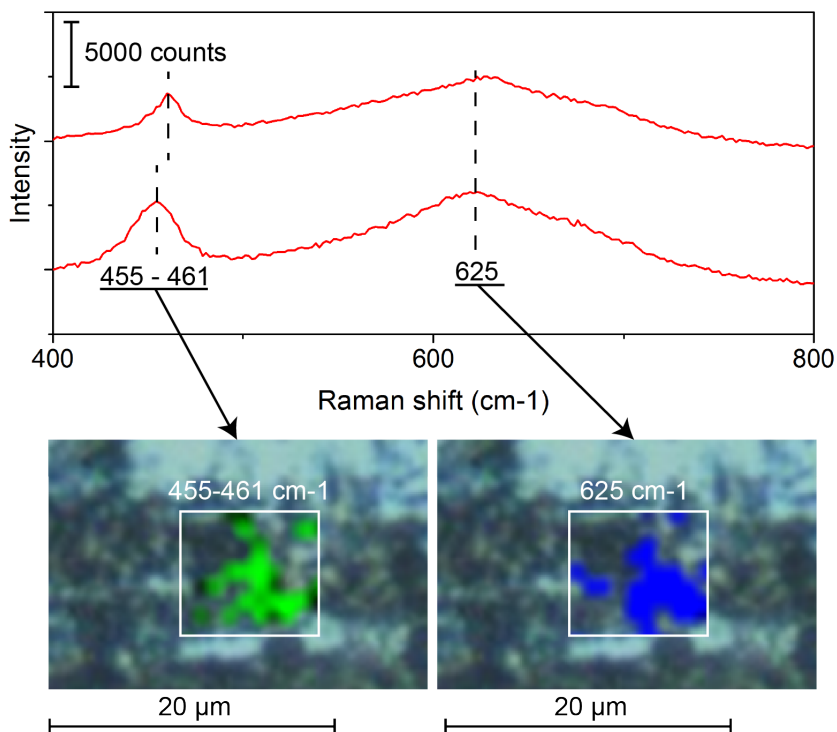 5000 counts
Intensity
455 - 461
625
400
600
800
Raman shift (cm-1)
455-461 cm-1
625 cm-1
20 µm
20 µm